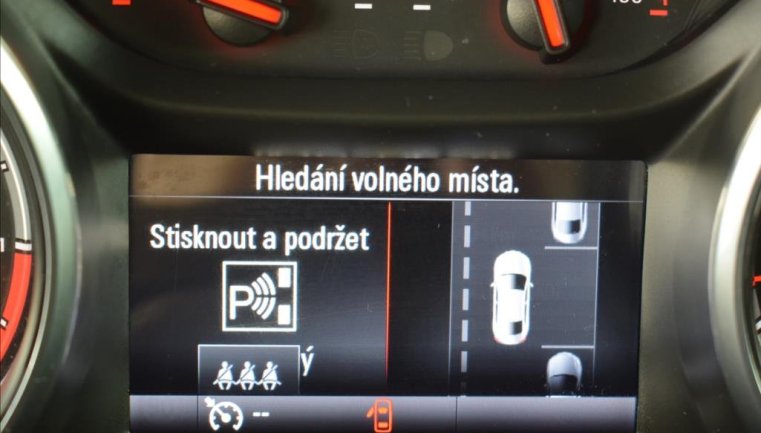 Hledání volného místa.
Stisknout a podržet
P
ý
--